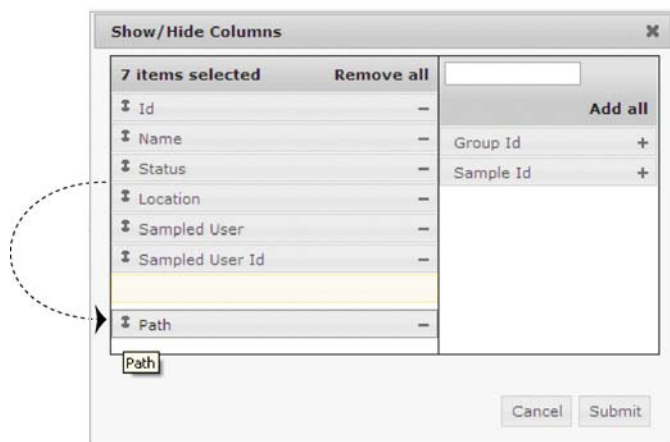 Show/Hide Columns
7 items selected Remove all
Id
Name
Status
Location
Sampled User
Sampled User Id
Path
Path
Add all
Group Id
Sample Id
Cancel Submit